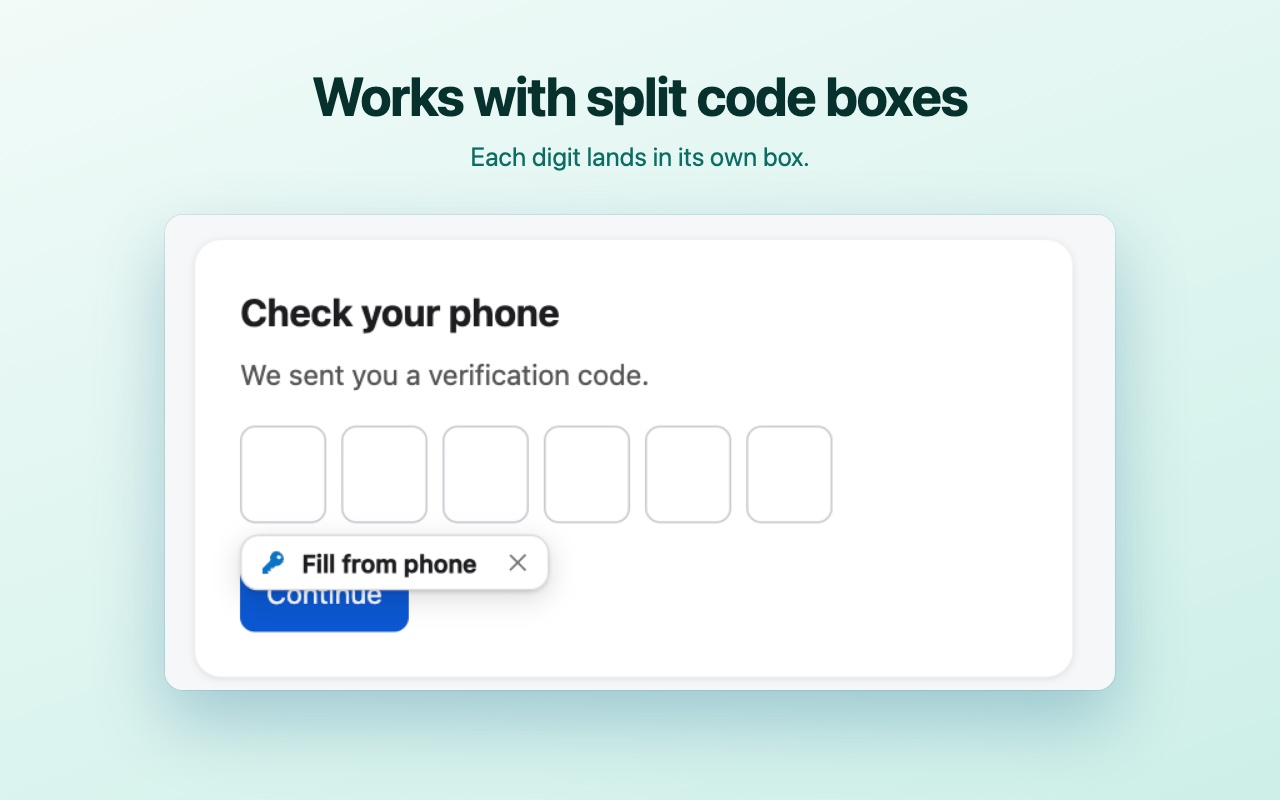 Works with split code boxes
Each digit lands in its own box.
Check your phone
We sent you a verification code.
Fill from phone
Continue